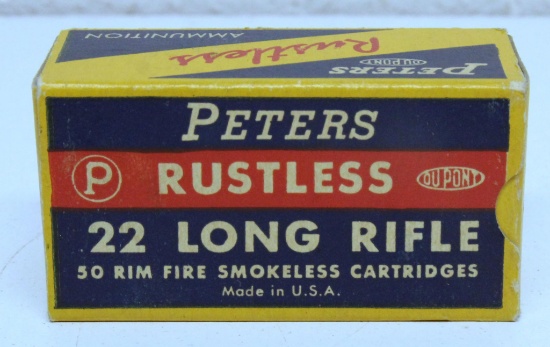 PETERS
DUPONT
Rustless
AMMUNITION
PETERS
P RUSTLESS DUPONT
22 LONG RIFLE
50 RIM FIRE SMOKELESS CARTRIDGES
Made in U.S.A.